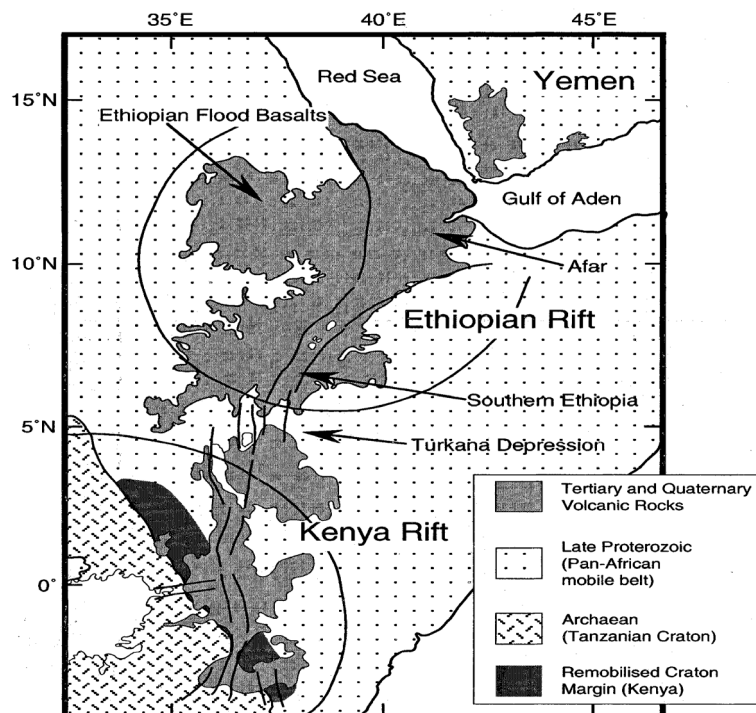 35°E
40°E
45°E
Red Sea
Yemen
15°N
Ethiopian Flood Basalts
Gulf of Aden
Afar
10°N
Ethiopian Rift
Southern Ethiopia
5°N
Turkana Depression
Kenya Rift
0°
Tertiary and Quaternary
Volcanic Rocks
Late Proterozoic
(Pan-African
mobile belt)
Archaean
(Tanzanian Craton)
Remobilised Craton
Margin (Kenya)